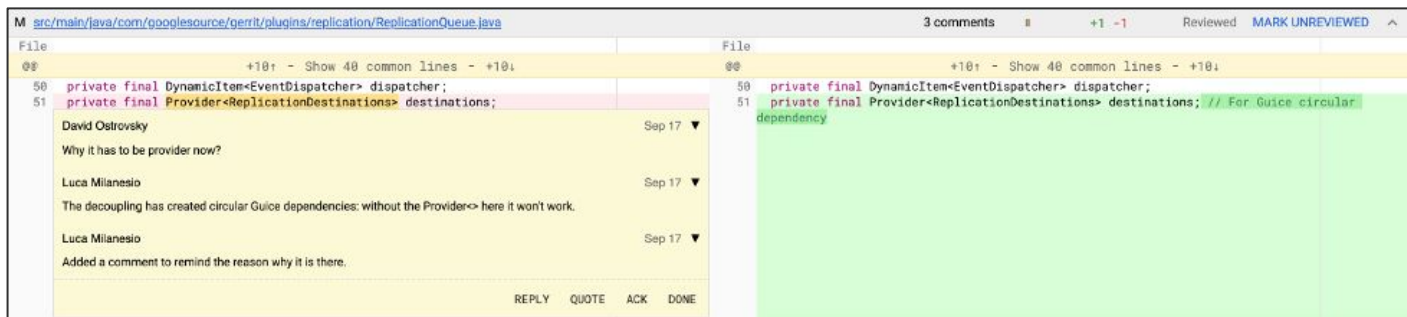 M src/main/java/com/googlesource/gerrit/plugins/replication/ReplicationQueue.java 3 comments +1 -1 Reviewed MARK UNREVIEWED
File File
@@ +10↑ - Show 40 common lines - +10↓ @@ +10↑ - Show 40 common lines - +10↓
50 private final DynamicItem<EventDispatcher> dispatcher; 50 private final DynamicItem<EventDispatcher> dispatcher;
51 private final Provider<ReplicationDestinations> destinations; 51 private final Provider<ReplicationDestinations> destinations; // For Guice circular
dependency
David Ostrovsky Sep 17 ▼
Why it has to be provider now?
Luca Milanesio Sep 17 ▼
The decoupling has created circular Guice dependencies: without the Provider<> here it won't work.
Luca Milanesio Sep 17 ▼
Added a comment to remind the reason why it is there.
REPLY QUOTE ACK DONE